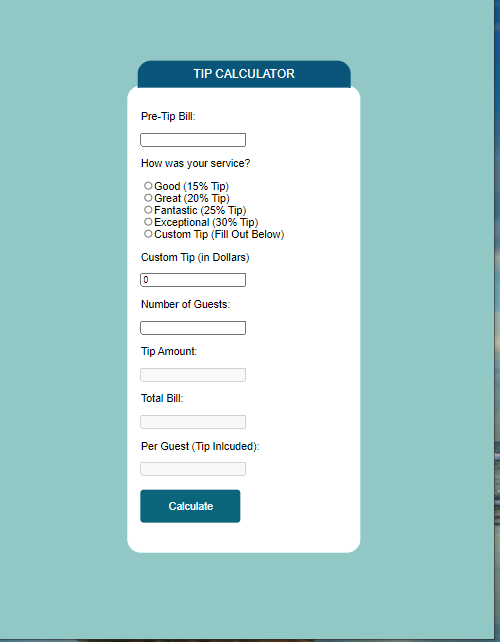 TIP CALCULATOR
Pre-Tip Bill:
How was your service?
Good (15% Tip)
Great (20% Tip)
Fantastic (25% Tip)
Exceptional (30% Tip)
Custom Tip (Fill Out Below)
Custom Tip (in Dollars)
0
Number of Guests:
Tip Amount:
Total Bill:
Per Guest (Tip Inlcuded):
Calculate